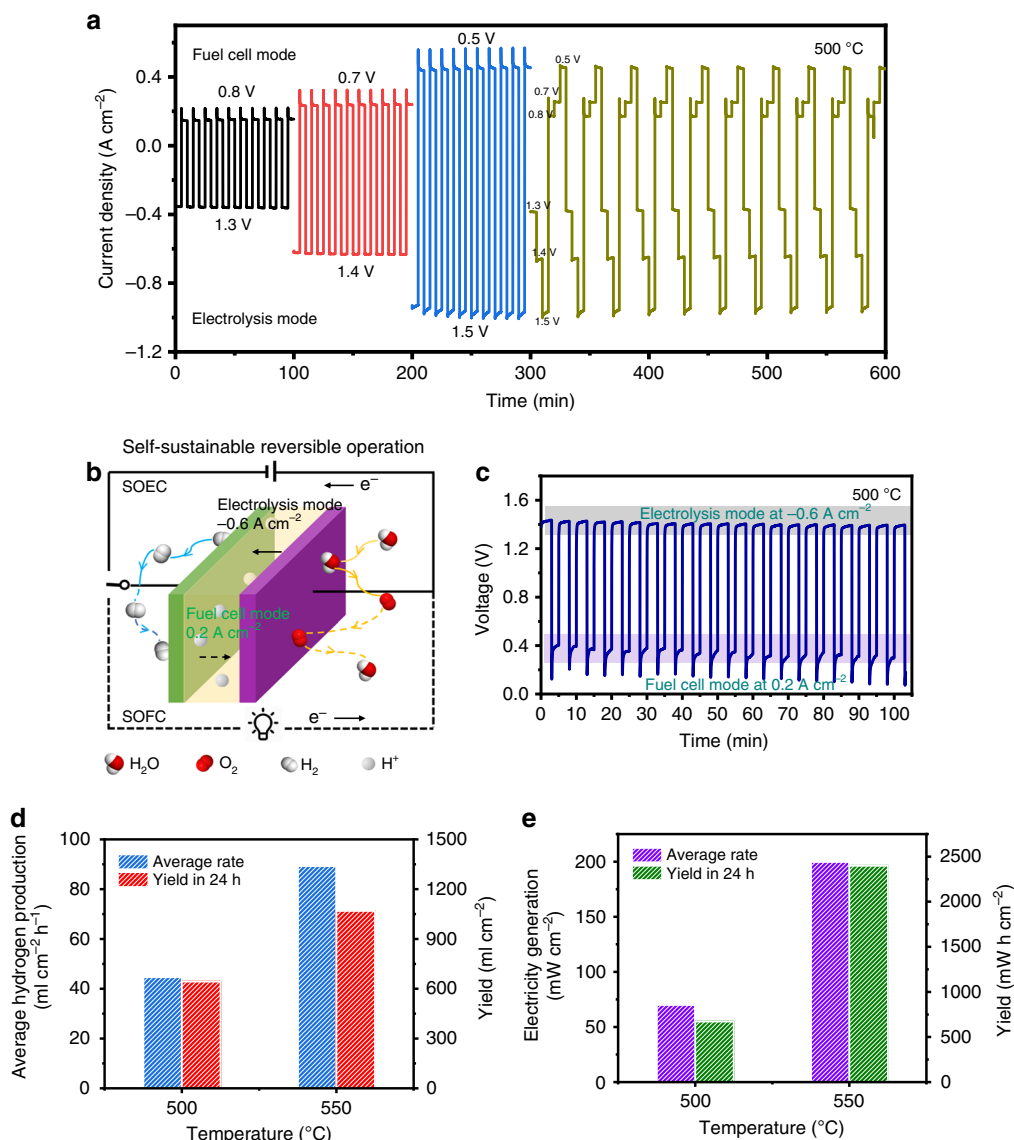 a
Fuel cell mode
0.8 V
0.7 V
0.5 V
500 °C
0.5 V
0.7 V
0.8 V
1.3 V
1.4 V
1.5 V
1.3 V
1.4 V
1.5 V
Electrolysis mode
Current density (A cm⁻²)
0.4
0.0
−0.4
−0.8
−1.2
0
100
200
300
400
500
600
Time (min)
b
Self-sustainable reversible operation
SOEC
e⁻
Electrolysis mode
−0.6 A cm⁻²
Fuel cell mode
0.2 A cm⁻²
SOFC
e⁻
H₂O
O₂
H₂
H⁺
c
500 °C
Electrolysis mode at −0.6 A cm⁻²
Fuel cell mode at 0.2 A cm⁻²
Voltage (V)
1.6
1.2
0.8
0.4
0.0
0 10 20 30 40 50 60 70 80 90 100
Time (min)
d
Average rate
Yield in 24 h
Average hydrogen production
(ml cm⁻² h⁻¹)
100
80
60
40
20
0
1500
1200
900
600
300
0
Yield (ml cm⁻²)
500
550
Temperature (°C)
e
Average rate
Yield in 24 h
Electricity generation
(mW cm⁻²)
200
150
100
50
0
2500
2000
1500
1000
500
0
Yield (mW h cm⁻²)
500
550
Temperature (°C)